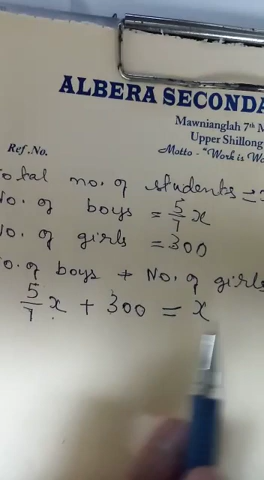 ALBERA SECONDA
Mawnianglah 7th M
Upper Shillong
Ref.No.
Motto - "Work is Wo
otal no. of students =
No. of boys = 5/7 x
No. of girls = 300
No. of boys + No. of girls
5/7 x + 300 = x